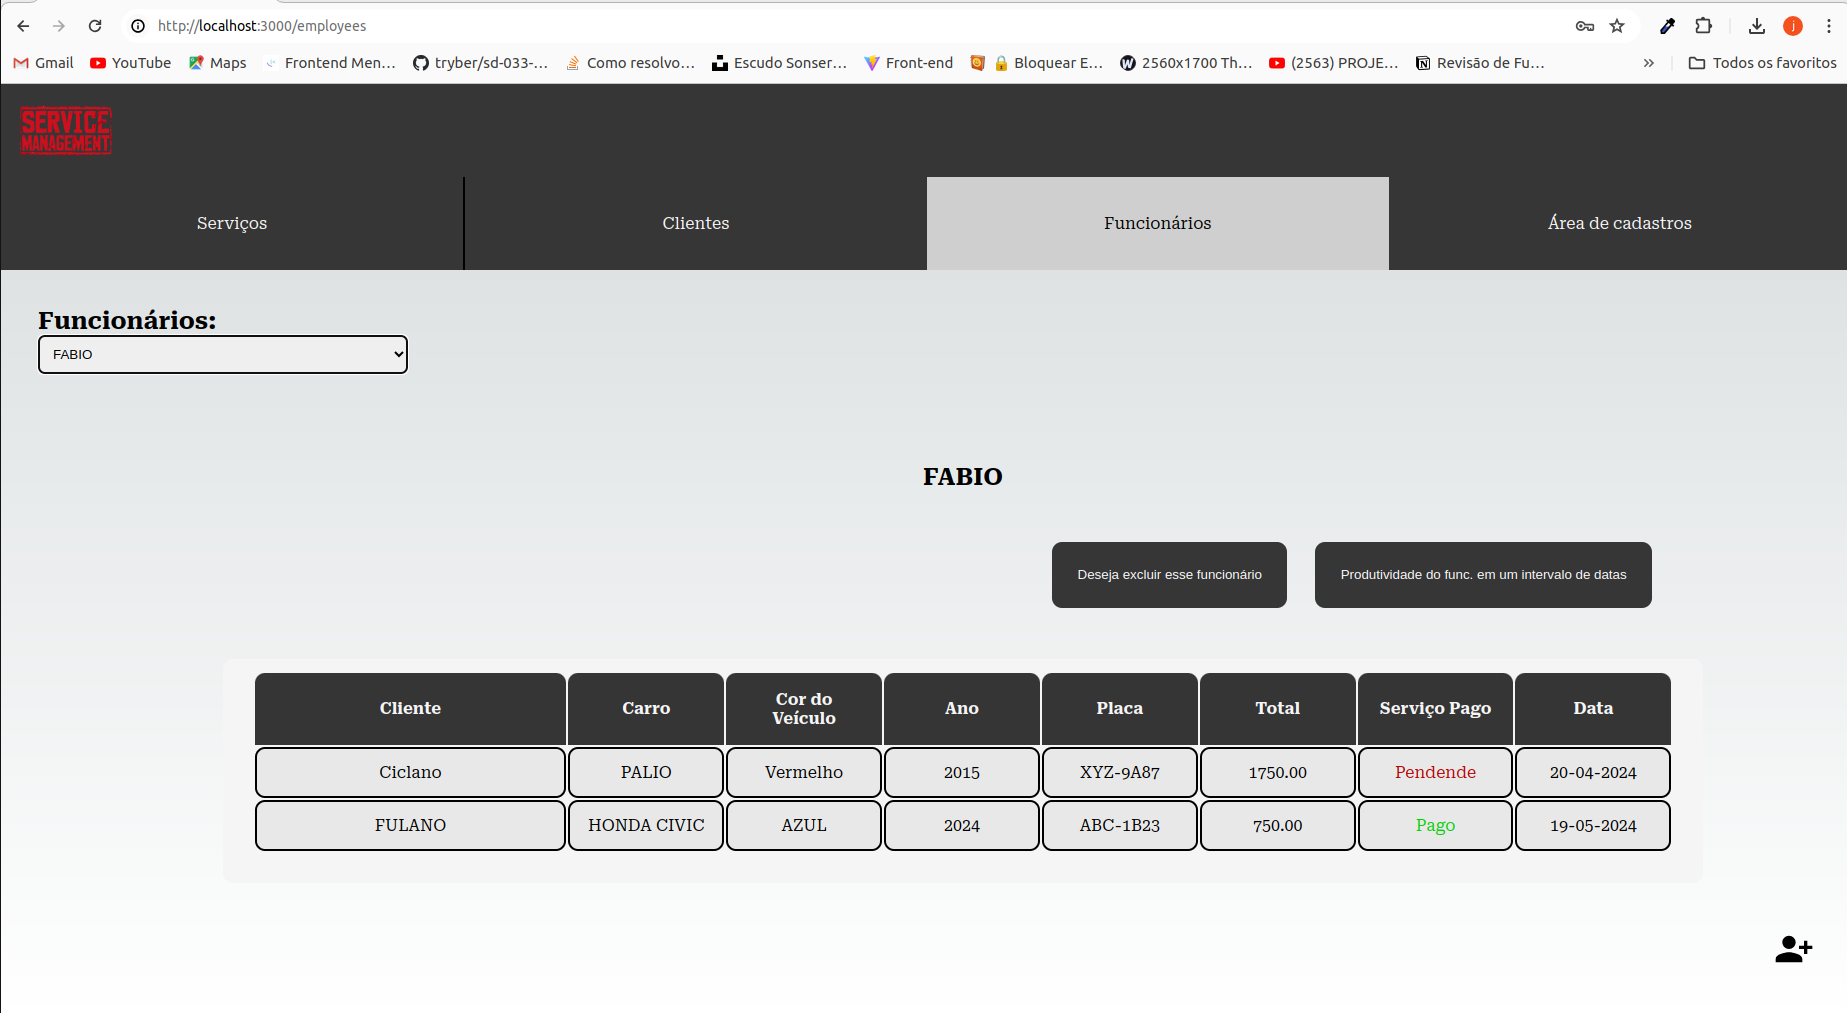 http://localhost:3000/employees
j
Gmail
YouTube
Maps
Frontend Men...
tryber/sd-033-...
Como resolvo...
Escudo Sonser...
Front-end
Bloquear E...
2560x1700 Th...
(2563) PROJE...
Revisão de Fu...
»
Todos os favoritos
SERVICE
MANAGEMENT
Serviços
Clientes
Funcionários
Área de cadastros
Funcionários:
FABIO
FABIO
Deseja excluir esse funcionário
Produtividade do func. em um intervalo de datas
Cliente
Carro
Cor do
Veículo
Ano
Placa
Total
Serviço Pago
Data
Ciclano
PALIO
Vermelho
2015
XYZ-9A87
1750.00
Pendende
20-04-2024
FULANO
HONDA CIVIC
AZUL
2024
ABC-1B23
750.00
Pago
19-05-2024